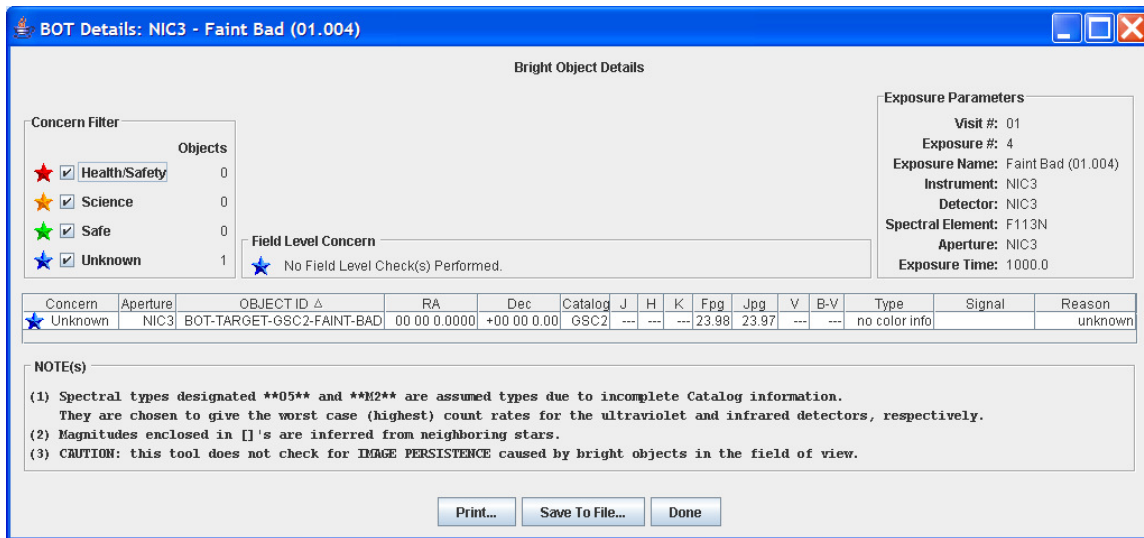 BOT Details: NIC3 - Faint Bad (01.004)
Bright Object Details
Concern Filter
Objects
Health/Safety 0
Science 0
Safe 0
Unknown 1
Field Level Concern
No Field Level Check(s) Performed.
Exposure Parameters
Visit #: 01
Exposure #: 4
Exposure Name: Faint Bad (01.004)
Instrument: NIC3
Detector: NIC3
Spectral Element: F113N
Aperture: NIC3
Exposure Time: 1000.0
Concern Aperture OBJECT ID △ RA Dec Catalog J H K Fpg Jpg V B-V Type Signal Reason
Unknown NIC3 BOT-TARGET-GSC2-FAINT-BAD 00 00 0.0000 +00 00 0.00 GSC2 --- --- --- 23.98 23.97 --- --- no color info unknown
NOTE(s)
(1) Spectral types designated **O5** and **M2** are assumed types due to incomplete Catalog information.
They are chosen to give the worst case (highest) count rates for the ultraviolet and infrared detectors, respectively.
(2) Magnitudes enclosed in []'s are inferred from neighboring stars.
(3) CAUTION: this tool does not check for IMAGE PERSISTENCE caused by bright objects in the field of view.
Print... Save To File... Done